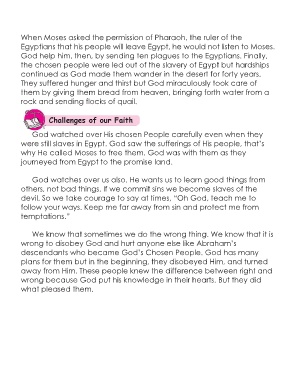 When Moses asked the permission of Pharaoh, the ruler of the
Egyptians that his people will leave Egypt, he would not listen to Moses.
God help him, then, by sending ten plagues to the Egyptians. Finally,
the chosen people were led out of the slavery of Egypt but hardships
continued as God made them wander in the desert for forty years.
They suffered hunger and thirst but God miraculously took care of
them by giving them bread from heaven, bringing forth water from a
rock and sending flocks of quail.
Challenges of our Faith
God watched over His chosen People carefully even when they
were still slaves in Egypt. God saw the sufferings of His people, that's
why He called Moses to free them. God was with them as they
journeyed from Egypt to the promise land.
God watches over us also. He wants us to learn good things from
others, not bad things. If we commit sins we become slaves of the
devil. So we take courage to say at times, "Oh God, teach me to
follow your ways. Keep me far away from sin and protect me from
temptations."
We know that sometimes we do the wrong thing. We know that it is
wrong to disobey God and hurt anyone else like Abraham's
descendants who became God's Chosen People. God has many
plans for them but in the beginning, they disobeyed Him, and turned
away from Him. These people knew the difference between right and
wrong because God put his knowledge in their hearts. But they did
what pleased them.